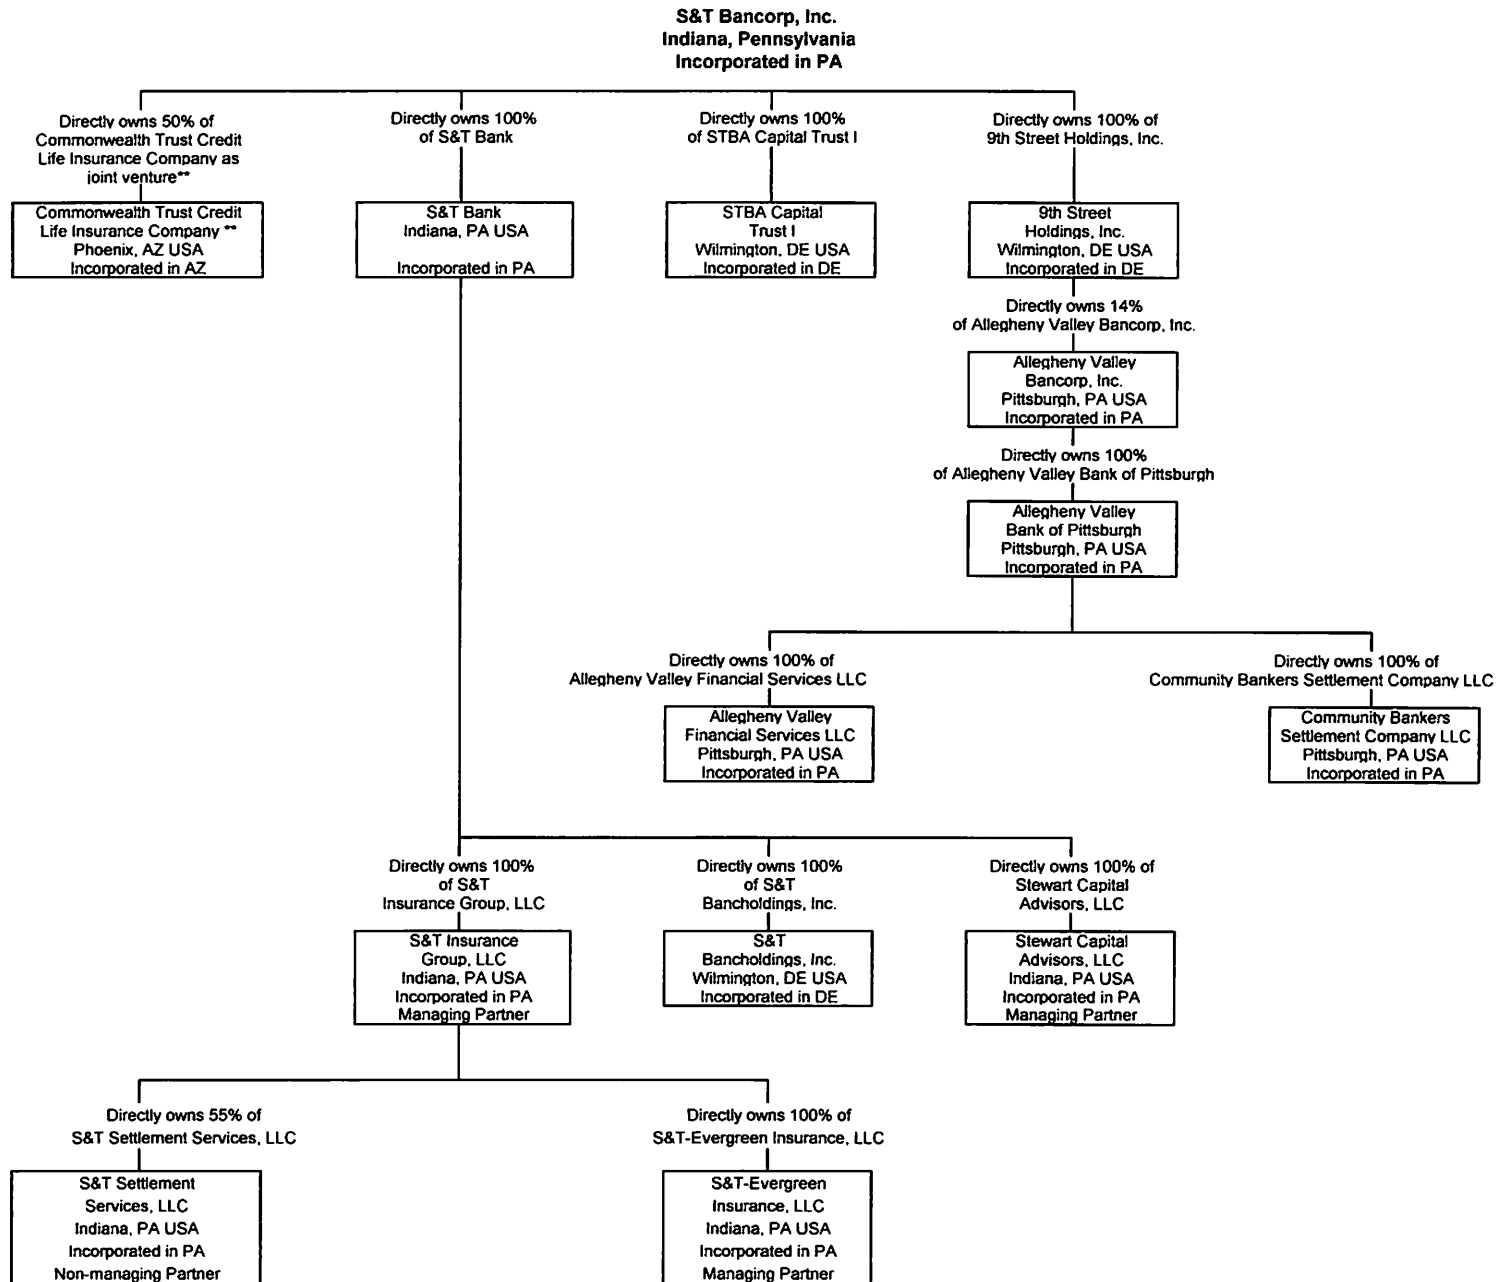 S&T Bancorp, Inc.
Indiana, Pennsylvania
Incorporated in PA
Directly owns 50% of
Commonwealth Trust Credit
Life Insurance Company as
joint venture**
Directly owns 100%
of S&T Bank
Directly owns 100%
of STBA Capital Trust I
Directly owns 100% of
9th Street Holdings, Inc.
Commonwealth Trust Credit
Life Insurance Company **
Phoenix, AZ USA
Incorporated in AZ
S&T Bank
Indiana, PA USA
Incorporated in PA
STBA Capital
Trust I
Wilmington, DE USA
Incorporated in DE
9th Street
Holdings, Inc.
Wilmington, DE USA
Incorporated in DE
Directly owns 14%
of Allegheny Valley Bancorp, Inc.
Allegheny Valley
Bancorp, Inc.
Pittsburgh, PA USA
Incorporated in PA
Directly owns 100%
of Allegheny Valley Bank of Pittsburgh
Allegheny Valley
Bank of Pittsburgh
Pittsburgh, PA USA
Incorporated in PA
Directly owns 100% of
Allegheny Valley Financial Services LLC
Directly owns 100% of
Community Bankers Settlement Company LLC
Allegheny Valley
Financial Services LLC
Pittsburgh, PA USA
Incorporated in PA
Community Bankers
Settlement Company LLC
Pittsburgh, PA USA
Incorporated in PA
Directly owns 100%
of S&T
Insurance Group, LLC
Directly owns 100%
of S&T
Bancholdings, Inc.
Directly owns 100% of
Stewart Capital
Advisors, LLC
S&T Insurance
Group, LLC
Indiana, PA USA
Incorporated in PA
Managing Partner
S&T
Bancholdings, Inc.
Wilmington, DE USA
Incorporated in DE
Stewart Capital
Advisors, LLC
Indiana, PA USA
Incorporated in PA
Managing Partner
Directly owns 55% of
S&T Settlement Services, LLC
Directly owns 100% of
S&T-Evergreen Insurance, LLC
S&T Settlement
Services, LLC
Indiana, PA USA
Incorporated in PA
Non-managing Partner
S&T-Evergreen
Insurance, LLC
Indiana, PA USA
Incorporated in PA
Managing Partner